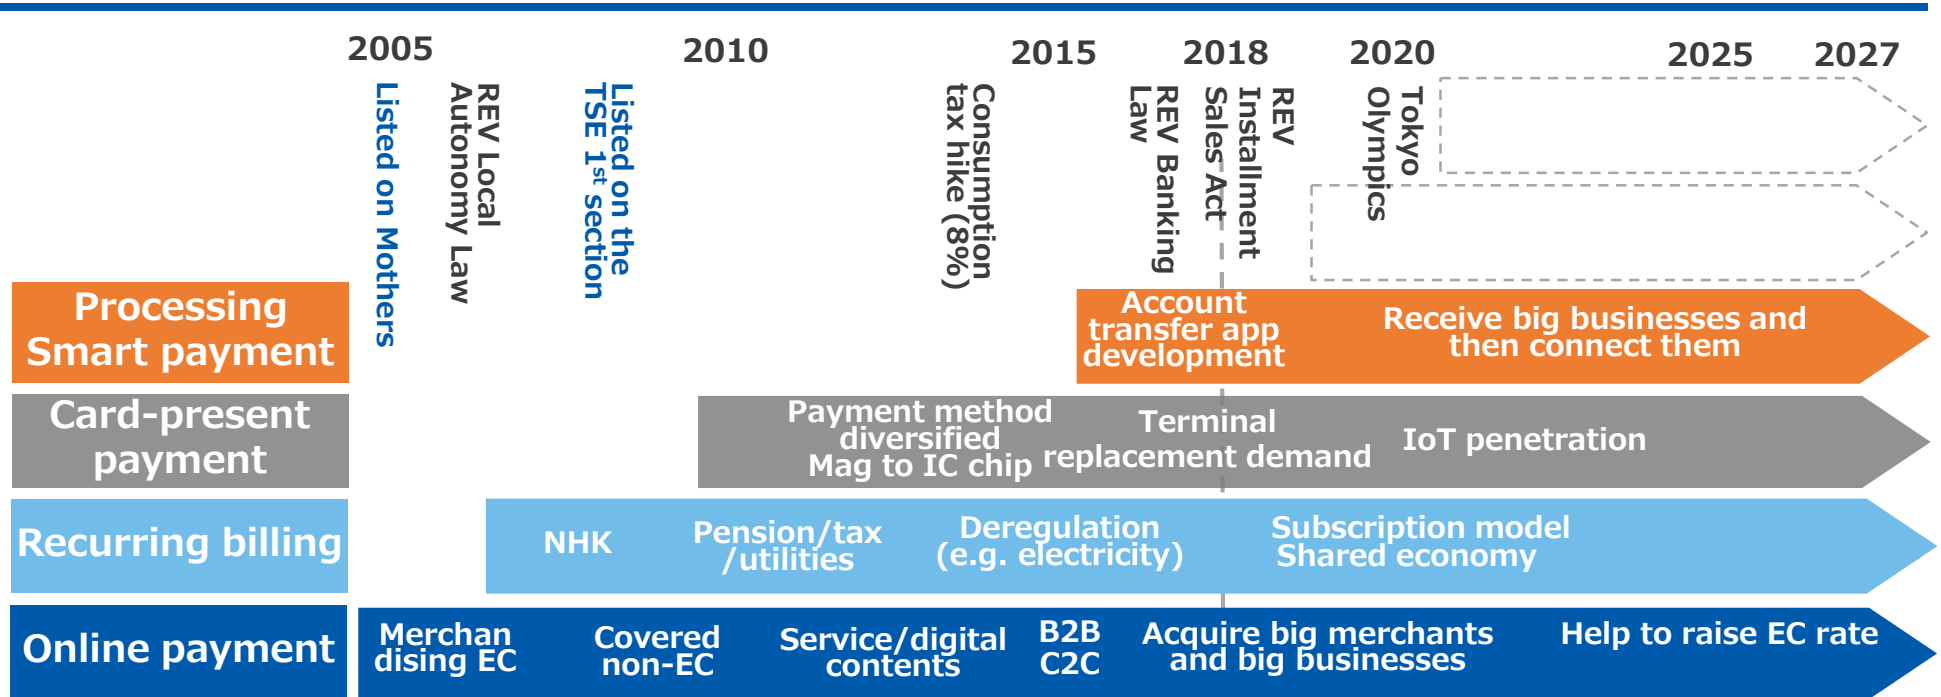 2005
2010
2015
2018
2020
2025
2027
Listed on Mothers
REV Local
Autonomy Law
Listed on the
TSE 1st section
Consumption
tax hike (8%)
REV Banking
Law
REV
Installment
Sales Act
Tokyo
Olympics
Processing
Smart payment
Account
transfer app
development
Receive big businesses and
then connect them
Card-present
payment
Payment method
diversified
Mag to IC chip
Terminal
replacement demand
IoT penetration
Recurring billing
NHK
Pension/tax
/utilities
Deregulation
(e.g. electricity)
Subscription model
Shared economy
Online payment
Merchan
dising EC
Covered
non-EC
Service/digital
contents
B2B
C2C
Acquire big merchants
and big businesses
Help to raise EC rate